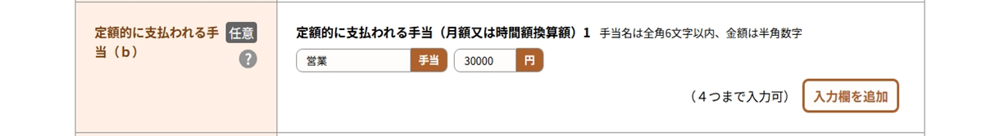 定額的に支払われる手当（ｂ） 任意
?
定額的に支払われる手当（月額又は時間額換算額）1 手当名は全角6文字以内、金額は半角数字
営業 手当 30000 円
（４つまで入力可） 入力欄を追加